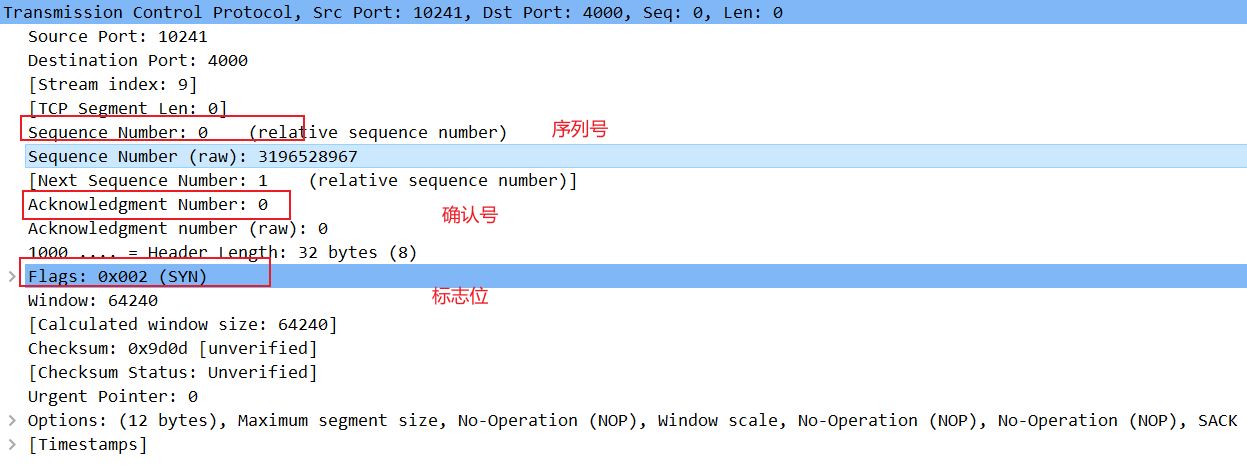 Transmission Control Protocol, Src Port: 10241, Dst Port: 4000, Seq: 0, Len: 0
Source Port: 10241
Destination Port: 4000
[Stream index: 9]
[TCP Segment Len: 0]
Sequence Number: 0    (relative sequence number) 序列号
Sequence Number (raw): 3196528967
[Next Sequence Number: 1    (relative sequence number)]
Acknowledgment Number: 0 确认号
Acknowledgment number (raw): 0
1000 .... = Header Length: 32 bytes (8)
Flags: 0x002 (SYN) 标志位
Window: 64240
[Calculated window size: 64240]
Checksum: 0x9d0d [unverified]
[Checksum Status: Unverified]
Urgent Pointer: 0
Options: (12 bytes), Maximum segment size, No-Operation (NOP), Window scale, No-Operation (NOP), No-Operation (NOP), SACK
[Timestamps]